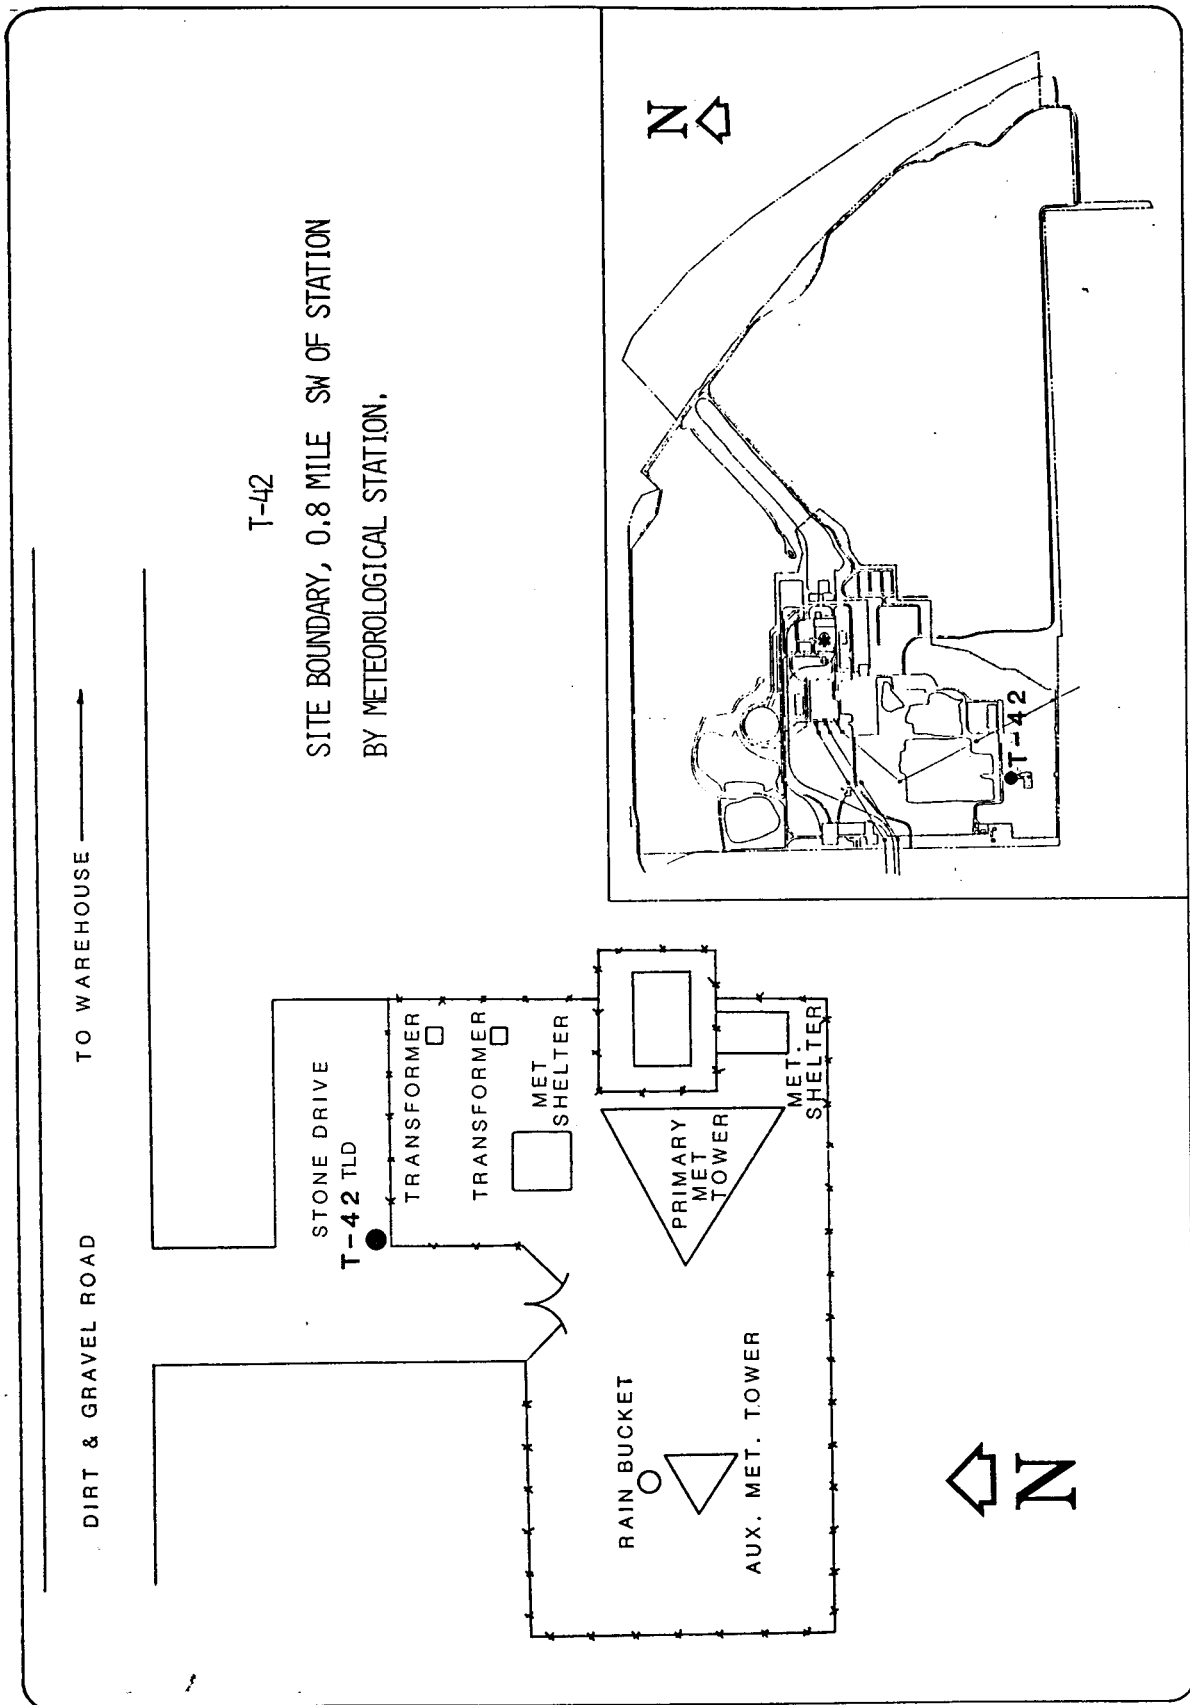 T-42
SITE BOUNDARY, 0.8 MILE SW OF STATION
BY METEOROLOGICAL STATION.
DIRT & GRAVEL ROAD
TO WAREHOUSE
STONE DRIVE
T-42 TLD
TRANSFORMER
TRANSFORMER
MET
SHELTER
PRIMARY
MET
TOWER
MET.
SHELTER
RAIN BUCKET
AUX. MET. TOWER
N
N
T-42